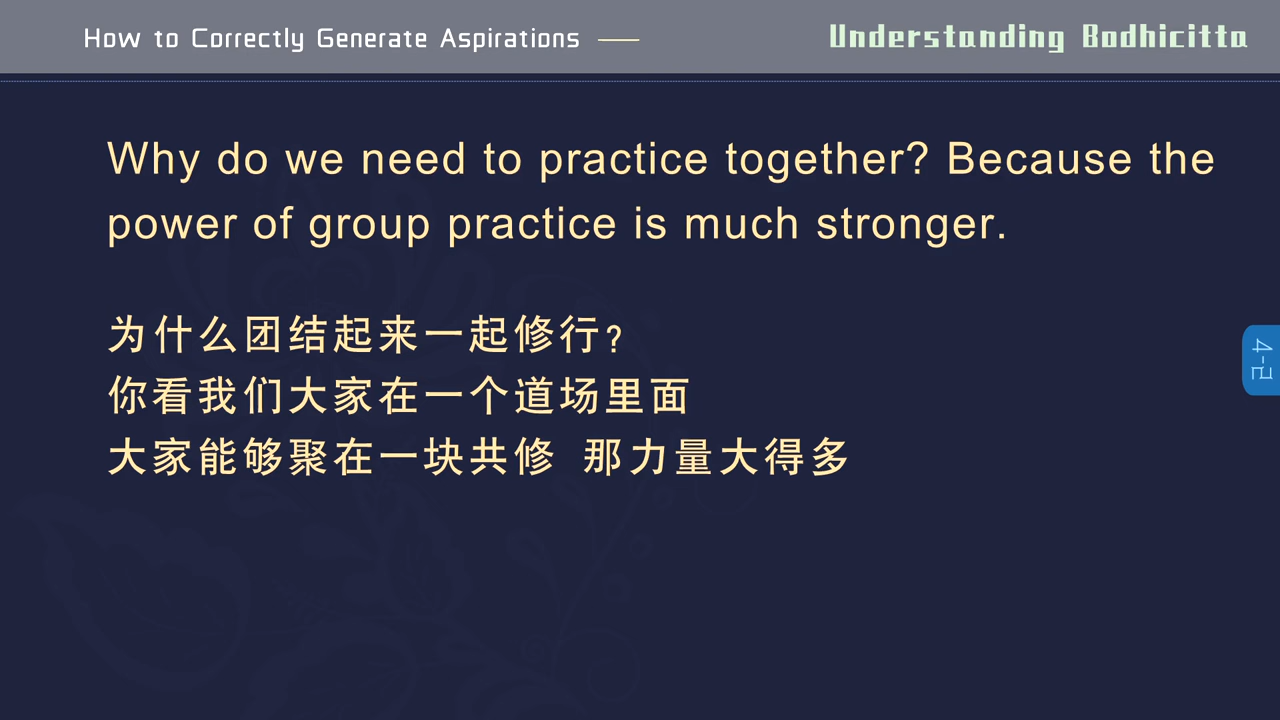 How to Correctly Generate Aspirations
Understanding Bodhicitta
Why do we need to practice together? Because the
power of group practice is much stronger.
为什么团结起来一起修行?
你看我们大家在一个道场里面
大家能够聚在一块共修 那力量大得多